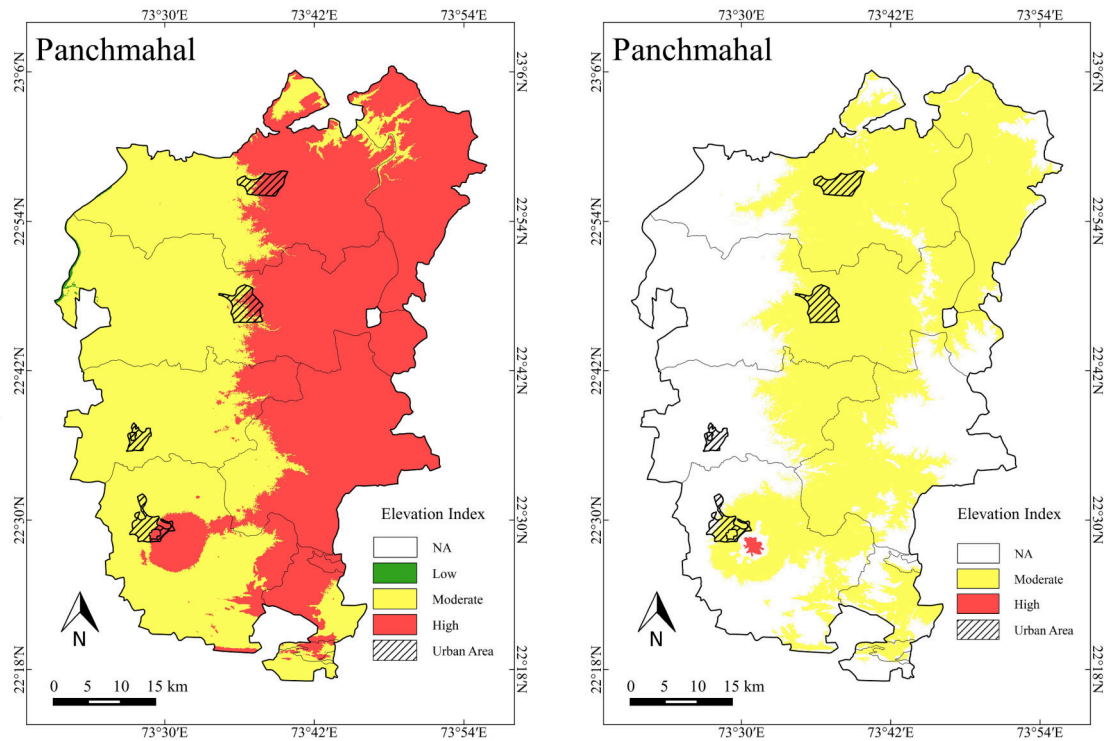 73°30'E 73°42'E 73°54'E
Panchmahal
23°6'N
22°54'N
22°42'N
22°30'N
22°18'N
23°6'N
22°54'N
22°42'N
22°30'N
22°18'N
Elevation Index
NA
Low
Moderate
High
Urban Area
N
0 5 10 15 km
73°30'E 73°42'E 73°54'E
73°30'E 73°42'E 73°54'E
Panchmahal
23°6'N
22°54'N
22°42'N
22°30'N
22°18'N
23°6'N
22°54'N
22°42'N
22°30'N
22°18'N
Elevation Index
NA
Moderate
High
Urban Area
N
0 5 10 15 km
73°30'E 73°42'E 73°54'E